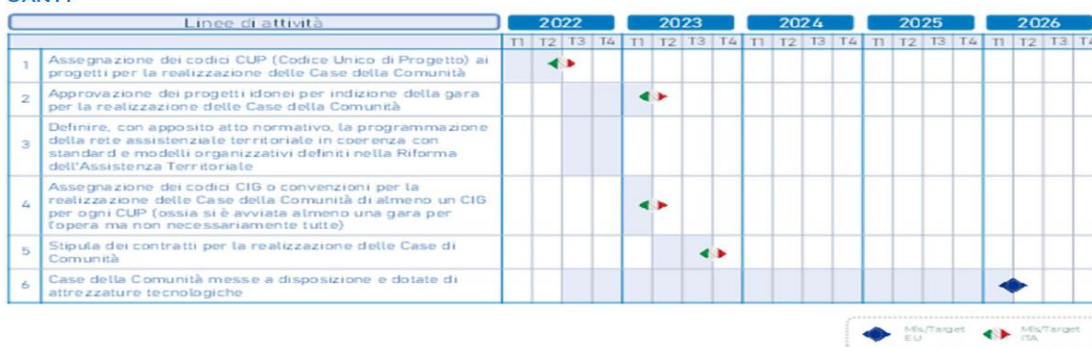 Linee di attività 2022 2023 2024 2025 2026
T1 T2 T3 T4 T1 T2 T3 T4 T1 T2 T3 T4 T1 T2 T3 T4 T1 T2 T3 T4
1 Assegnazione dei codici CUP (Codice Unico di Progetto) ai
progetti per la realizzazione delle Case della Comunità
2 Approvazione dei progetti idonei per indizione della gara
per la realizzazione delle Case della Comunità
3 Definire, con apposito atto normativo, la programmazione
della rete assistenziale territoriale in coerenza con
standard e modelli organizzativi definiti nella Riforma
dell'Assistenza Territoriale
4 Assegnazione dei codici CIG o convenzioni per la
realizzazione delle Case della Comunità di almeno un CIG
per ogni CUP (ossia si è avviata almeno una gara per
l'opera ma non necessariamente tutte)
5 Stipula dei contratti per la realizzazione delle Case di
Comunità
6 Case della Comunità messe a disposizione e dotate di
attrezzature tecnologiche
Mls/Target
EU
Mls/Target
ITA